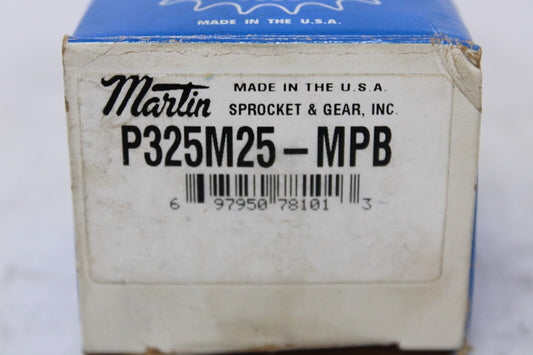 MADE IN THE U.S.A.
Martin MADE IN THE U.S.A.
SPROCKET & GEAR, INC.
P325M25-MPB
6 97950 78101 3